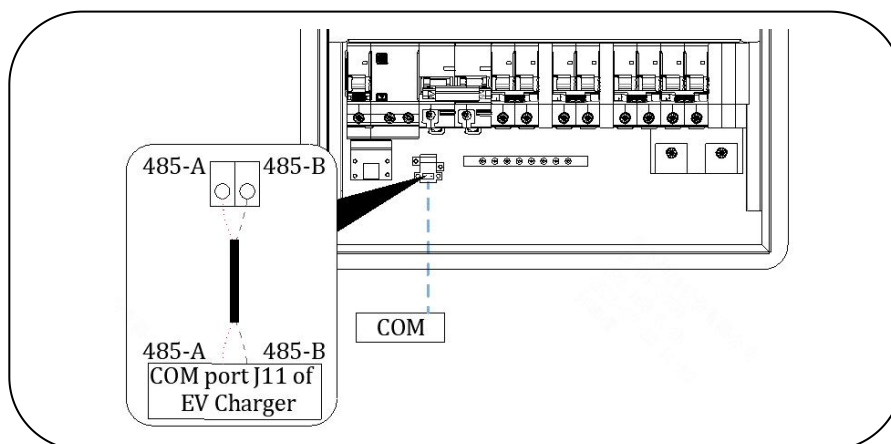 485-A 485-B
485-A 485-B
COM port J11 of
EV Charger
COM